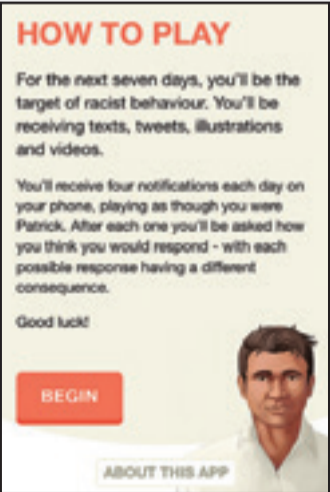 HOW TO PLAY
For the next seven days, you'll be the
target of racist behaviour. You'll be
receiving texts, tweets, illustrations
and videos.
You'll receive four notifications each day on
your phone, playing as though you were
Patrick. After each one you'll be asked how
you think you would respond - with each
possible response having a different
consequence.
Good luck!
BEGIN
ABOUT THIS APP